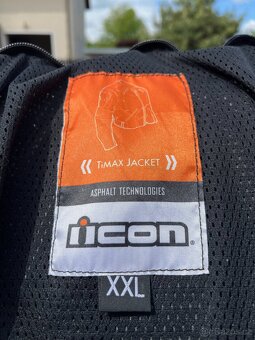 « TiMAX JACKET »
ASPHALT TECHNOLOGIES
icon®
XXL